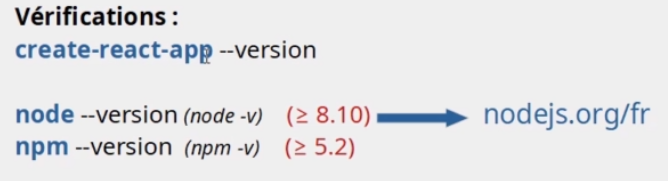 Vérifications :
create-react-app --version
node --version (node -v) (≥ 8.10) nodejs.org/fr
npm --version (npm -v) (≥ 5.2)